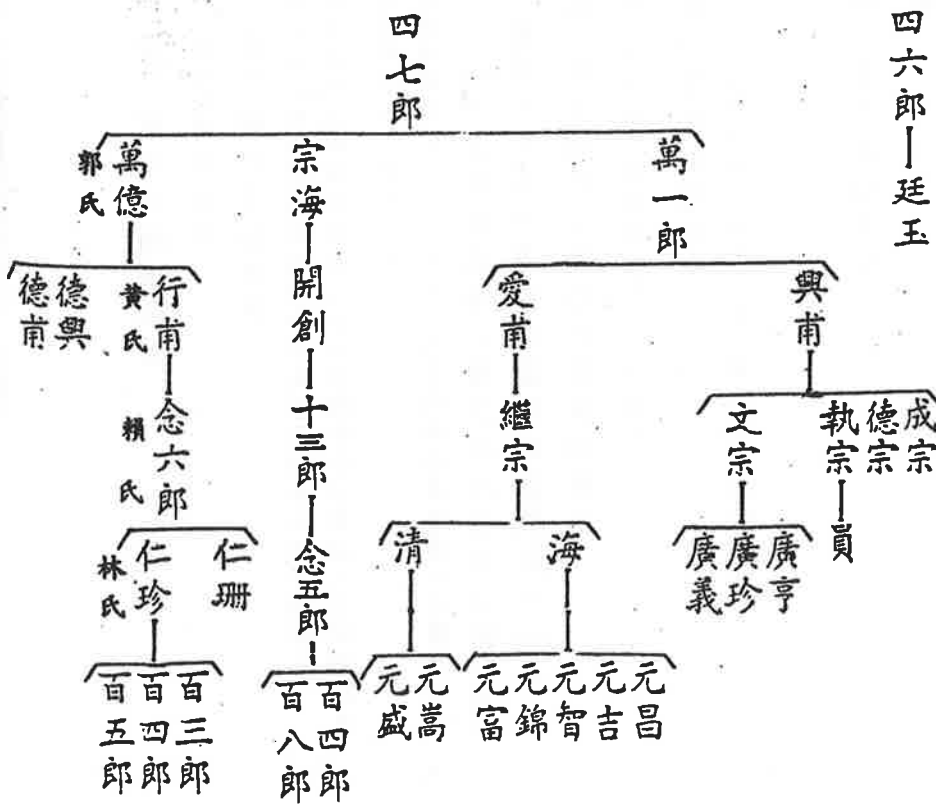 四六郎
廷玉
四七郎
萬一郎
宗海
萬億
郭氏
興甫
愛甫
開創
行甫
黃氏
德興
德甫
成宗
德宗
執宗
文宗
繼宗
十三郎
念六郎
賴氏
員
廣亨
廣珍
廣義
海
清
念五郎
仁珊
仁珍
林氏
元昌
元吉
元智
元錦
元富
元嵩
元盛
百四郎
百八郎
百三郎
百四郎
百五郎